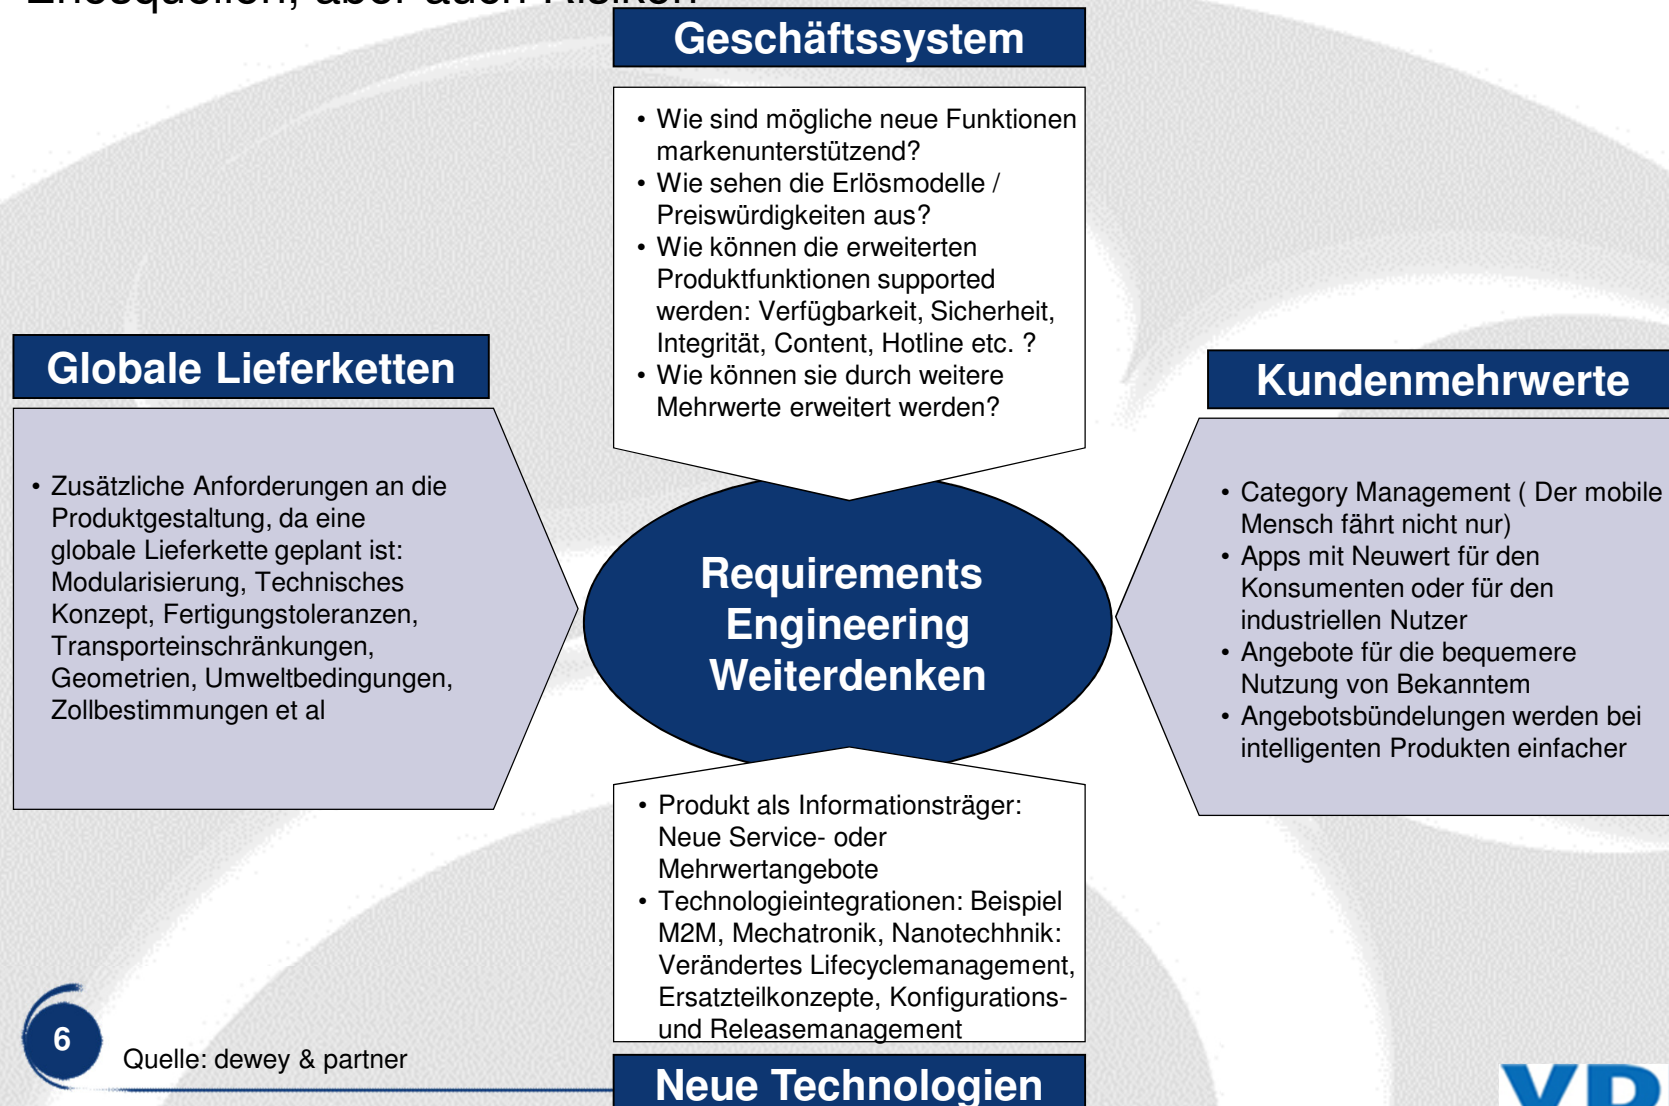 Erlösquellen, aber auch Risiken
Geschäftssystem
• Wie sind mögliche neue Funktionen
markenunterstützend?
• Wie sehen die Erlösmodelle /
Preiswürdigkeiten aus?
• Wie können die erweiterten
Produktfunktionen supported
werden: Verfügbarkeit, Sicherheit,
Integrität, Content, Hotline etc. ?
• Wie können sie durch weitere
Mehrwerte erweitert werden?
Globale Lieferketten
• Zusätzliche Anforderungen an die
Produktgestaltung, da eine
globale Lieferkette geplant ist:
Modularisierung, Technisches
Konzept, Fertigungstoleranzen,
Transporteinschränkungen,
Geometrien, Umweltbedingungen,
Zollbestimmungen et al
Requirements
Engineering
Weiterdenken
Kundenmehrwerte
• Category Management ( Der mobile
Mensch fährt nicht nur)
• Apps mit Neuwert für den
Konsumenten oder für den
industriellen Nutzer
• Angebote für die bequemere
Nutzung von Bekanntem
• Angebotsbündelungen werden bei
intelligenten Produkten einfacher
• Produkt als Informationsträger:
Neue Service- oder
Mehrwertangebote
• Technologieintegrationen: Beispiel
M2M, Mechatronik, Nanotechhnik:
Verändertes Lifecyclemanagement,
Ersatzteilkonzepte, Konfigurations-
und Releasemanagement
Neue Technologien
6
Quelle: dewey & partner